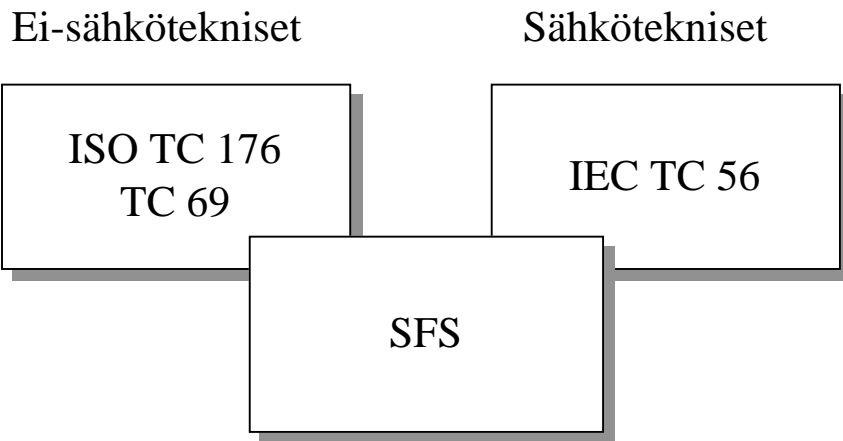 Ei-sähkötekniset
Sähkötekniset
ISO TC 176
TC 69
IEC TC 56
SFS